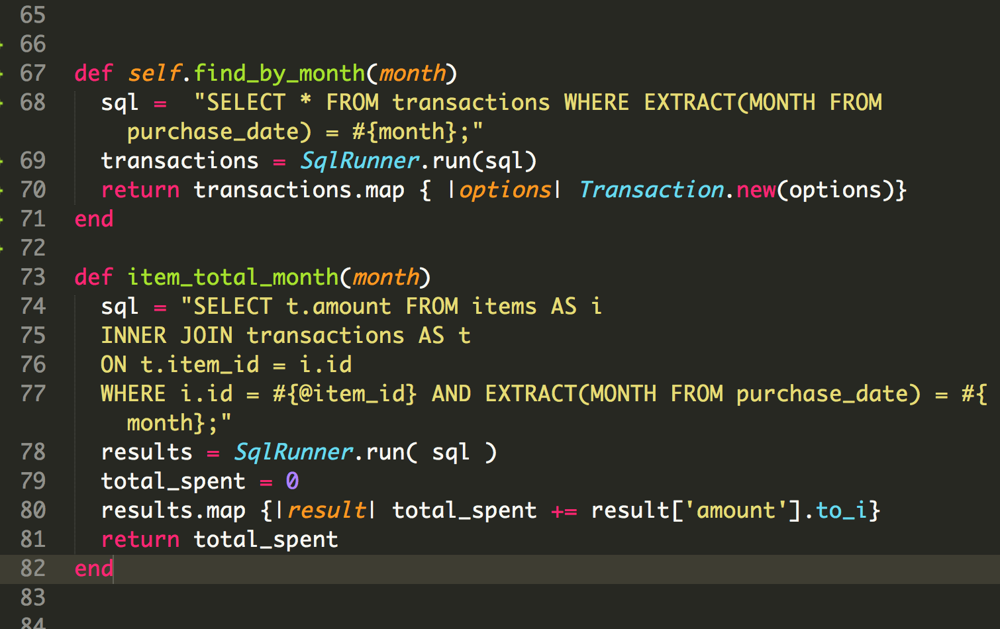 65
66
67 def self.find_by_month(month)
68 sql =  "SELECT * FROM transactions WHERE EXTRACT(MONTH FROM
purchase_date) = #{month};"
69 transactions = SqlRunner.run(sql)
70 return transactions.map { |options| Transaction.new(options)}
71 end
72
73 def item_total_month(month)
74 sql = "SELECT t.amount FROM items AS i
75 INNER JOIN transactions AS t
76 ON t.item_id = i.id
77 WHERE i.id = #{@item_id} AND EXTRACT(MONTH FROM purchase_date) = #{
month};"
78 results = SqlRunner.run( sql )
79 total_spent = 0
80 results.map {|result| total_spent += result['amount'].to_i}
81 return total_spent
82 end
83
84